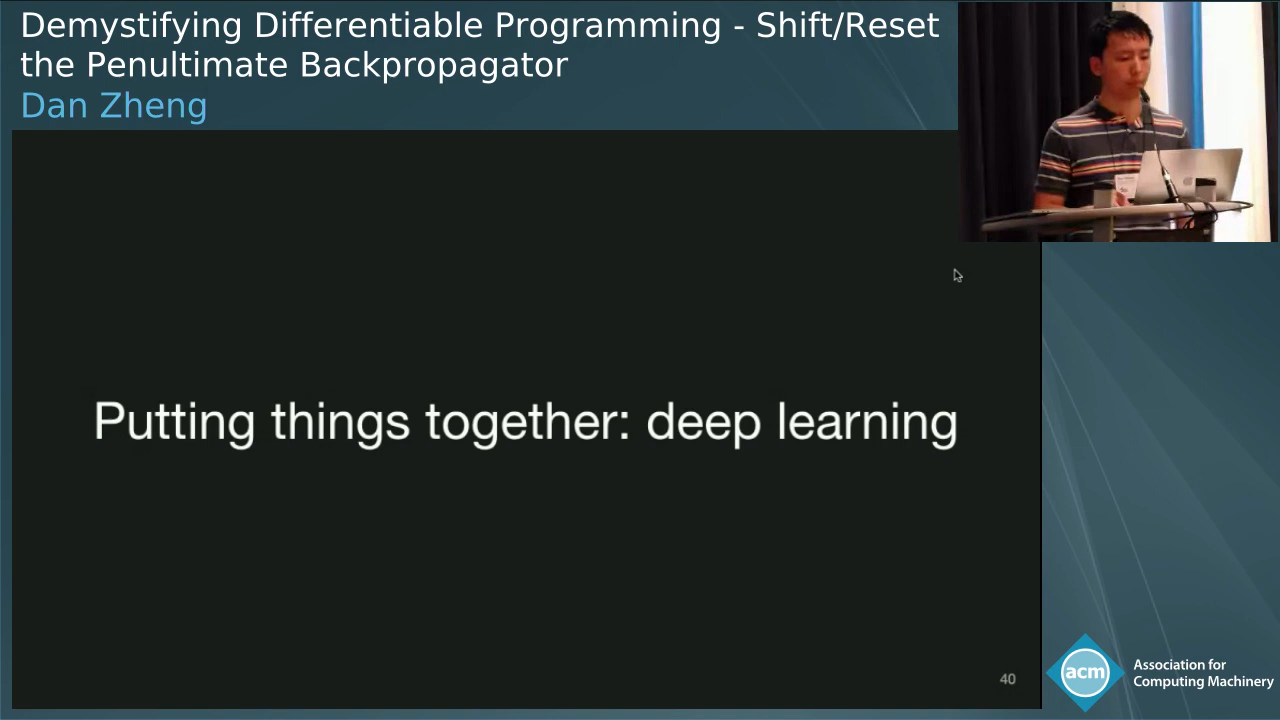 Demystifying Differentiable Programming - Shift/Reset
the Penultimate Backpropagator
Dan Zheng
Putting things together: deep learning
40
acm
Association for
Computing Machinery